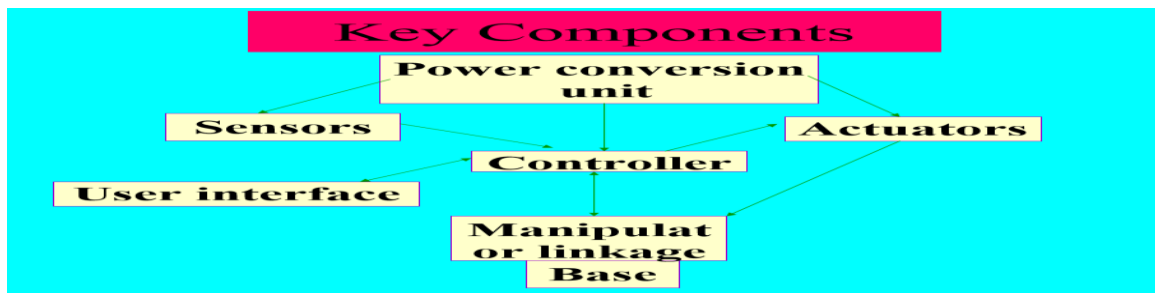 Key Components
Power conversion
unit
Sensors
Actuators
Controller
User interface
Manipulat
or linkage
Base